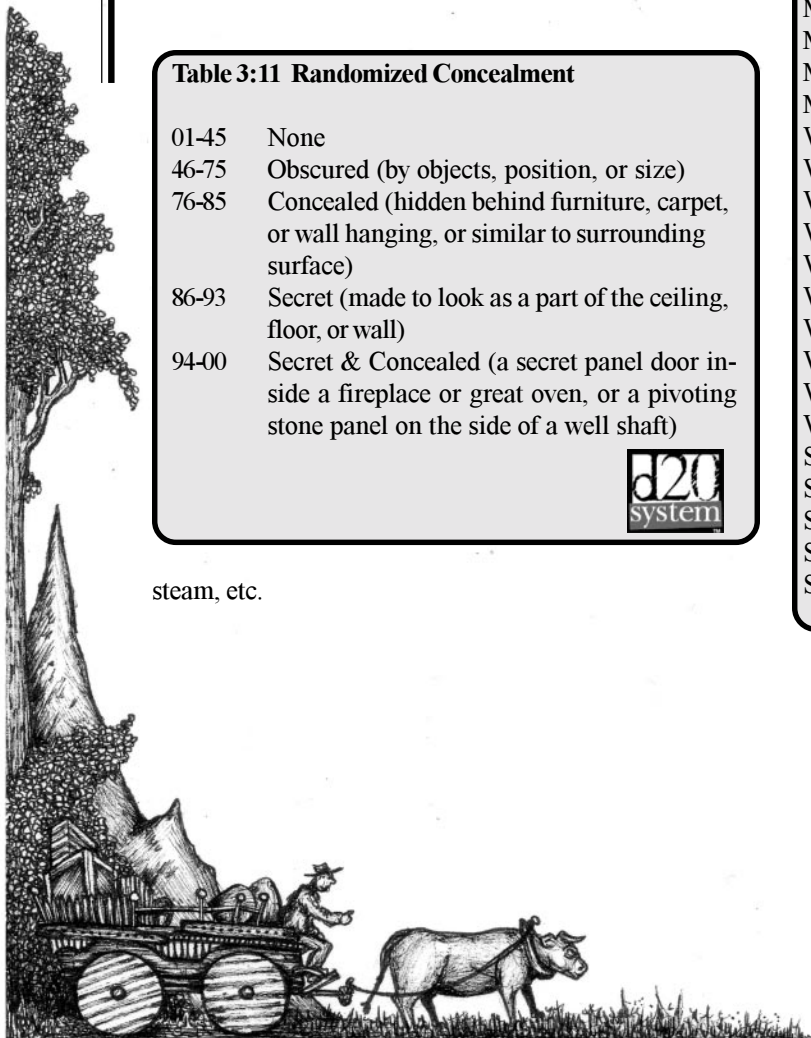 Table 3:11 Randomized Concealment
01-45 None
46-75 Obscured (by objects, position, or size)
76-85 Concealed (hidden behind furniture, carpet,
or wall hanging, or similar to surrounding
surface)
86-93 Secret (made to look as a part of the ceiling,
floor, or wall)
94-00 Secret & Concealed (a secret panel door in-
side a fireplace or great oven, or a pivoting
stone panel on the side of a well shaft)
d20
system
steam, etc.